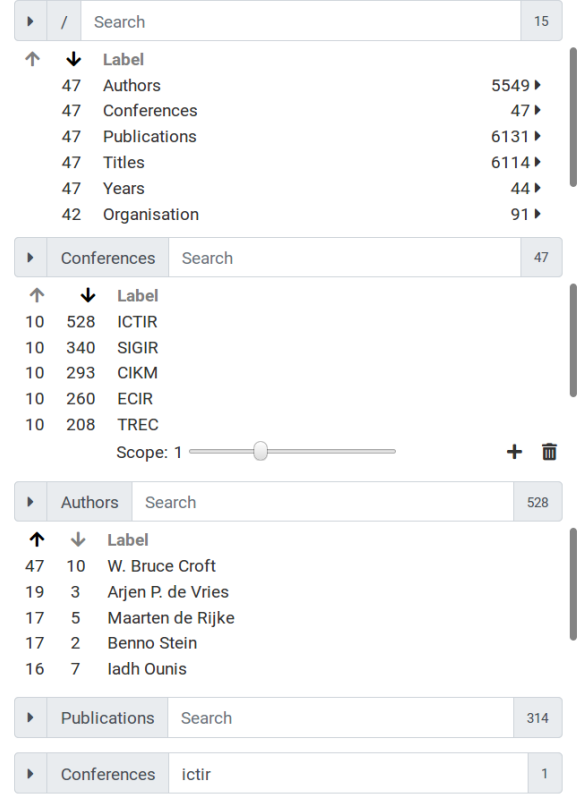 / Search 15
Label
47 Authors 5549
47 Conferences 47
47 Publications 6131
47 Titles 6114
47 Years 44
42 Organisation 91
Conferences Search 47
Label
10 528 ICTIR
10 340 SIGIR
10 293 CIKM
10 260 ECIR
10 208 TREC
Scope: 1
Authors Search 528
Label
47 10 W. Bruce Croft
19 3 Arjen P. de Vries
17 5 Maarten de Rijke
17 2 Benno Stein
16 7 Iadh Ounis
Publications Search 314
Conferences ictir 1